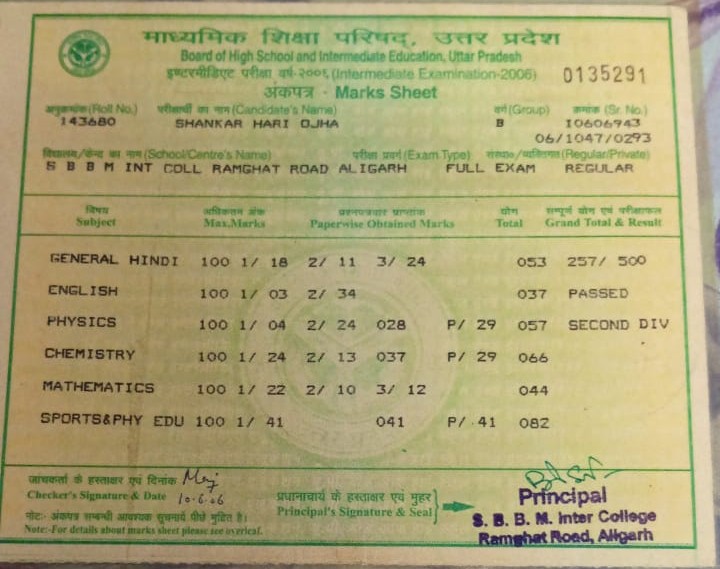 माध्यमिक शिक्षा परिषद्, उत्तर प्रदेश
Board of High School and Intermediate Education, Uttar Pradesh
इण्टरमीडिएट परीक्षा वर्ष-२००६ (Intermediate Examination-2006) 0135291
अंकपत्र - Marks Sheet
अनुक्रमांक (Roll No.) परीक्षार्थी का नाम (Candidate's Name) वर्ग (Group) क्रमांक (Sr. No.)
143680 SHANKAR HARI OJHA B I0606943
06/1047/0293
विद्यालय/केन्द्र का नाम (School/Centre's Name) परीक्षा प्रकार (Exam.Type) संस्थागत/व्यक्तिगत (Regular/Private)
S B B M INT COLL RAMGHAT ROAD ALIGARH FULL EXAM REGULAR
विषय अधिकतम अंक प्रश्नपत्रवार प्राप्तांक योग सम्पूर्ण योग एवं परीक्षाफल
Subject Max.Marks Paperwise Obtained Marks Total Grand Total & Result
GENERAL HINDI 100 1/ 18 2/ 11 3/ 24 053 257/ 500
ENGLISH 100 1/ 03 2/ 34 037 PASSED
PHYSICS 100 1/ 04 2/ 24 028 P/ 29 057 SECOND DIV
CHEMISTRY 100 1/ 24 2/ 13 037 P/ 29 066
MATHEMATICS 100 1/ 22 2/ 10 3/ 12 044
SPORTS&PHY EDU 100 1/ 41 041 P/ 41 082
जांचकर्ता के हस्ताक्षर एवं दिनांक
Checker's Signature & Date 10-6-06
प्रधानाचार्य के हस्ताक्षर एवं मुहर
Principal's Signature & Seal
Principal
S. B. B. M. Inter College
Ramghat Road, Aligarh
नोट:- अंकपत्र सम्बन्धी आवश्यक सूचनायें पीछे मुद्रित है।
Note:-For details about marks sheet please see overical.